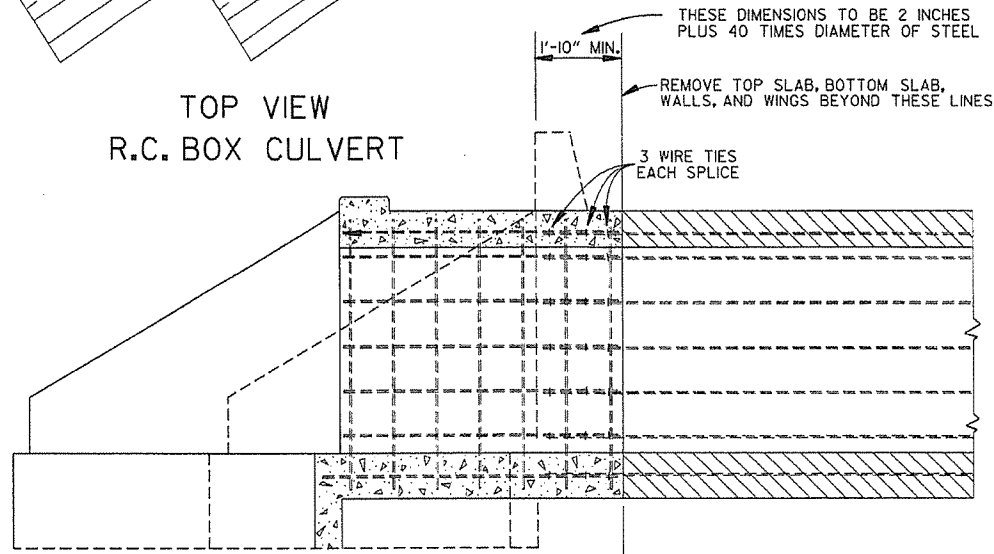 THESE DIMENSIONS TO BE 2 INCHES
PLUS 40 TIMES DIAMETER OF STEEL
1'-10" MIN.
REMOVE TOP SLAB, BOTTOM SLAB,
WALLS, AND WINGS BEYOND THESE LINES
TOP VIEW
R.C. BOX CULVERT
3 WIRE TIES
EACH SPLICE